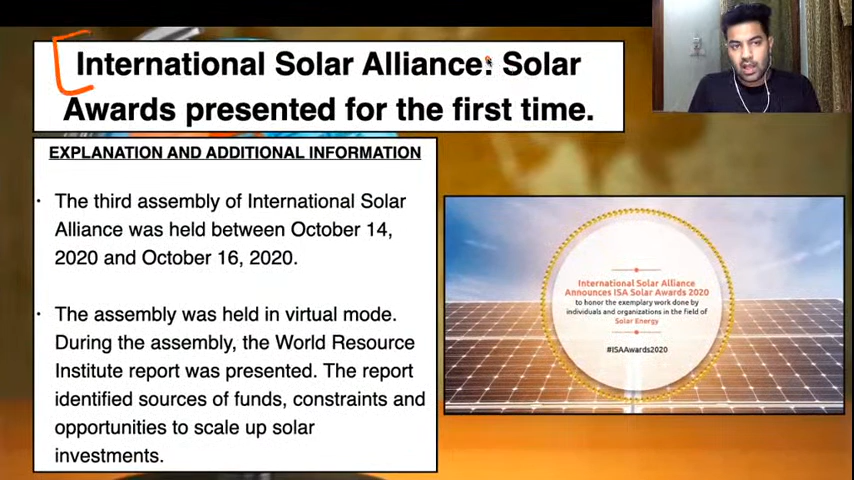 International Solar Alliance: Solar
Awards presented for the first time.
EXPLANATION AND ADDITIONAL INFORMATION
• The third assembly of International Solar
Alliance was held between October 14,
2020 and October 16, 2020.
• The assembly was held in virtual mode.
During the assembly, the World Resource
Institute report was presented. The report
identified sources of funds, constraints and
opportunities to scale up solar
investments.
International Solar Alliance
Announces ISA Solar Awards 2020
to honor the exemplary work done by
individuals and organizations in the field of
Solar Energy
#ISAAwards2020